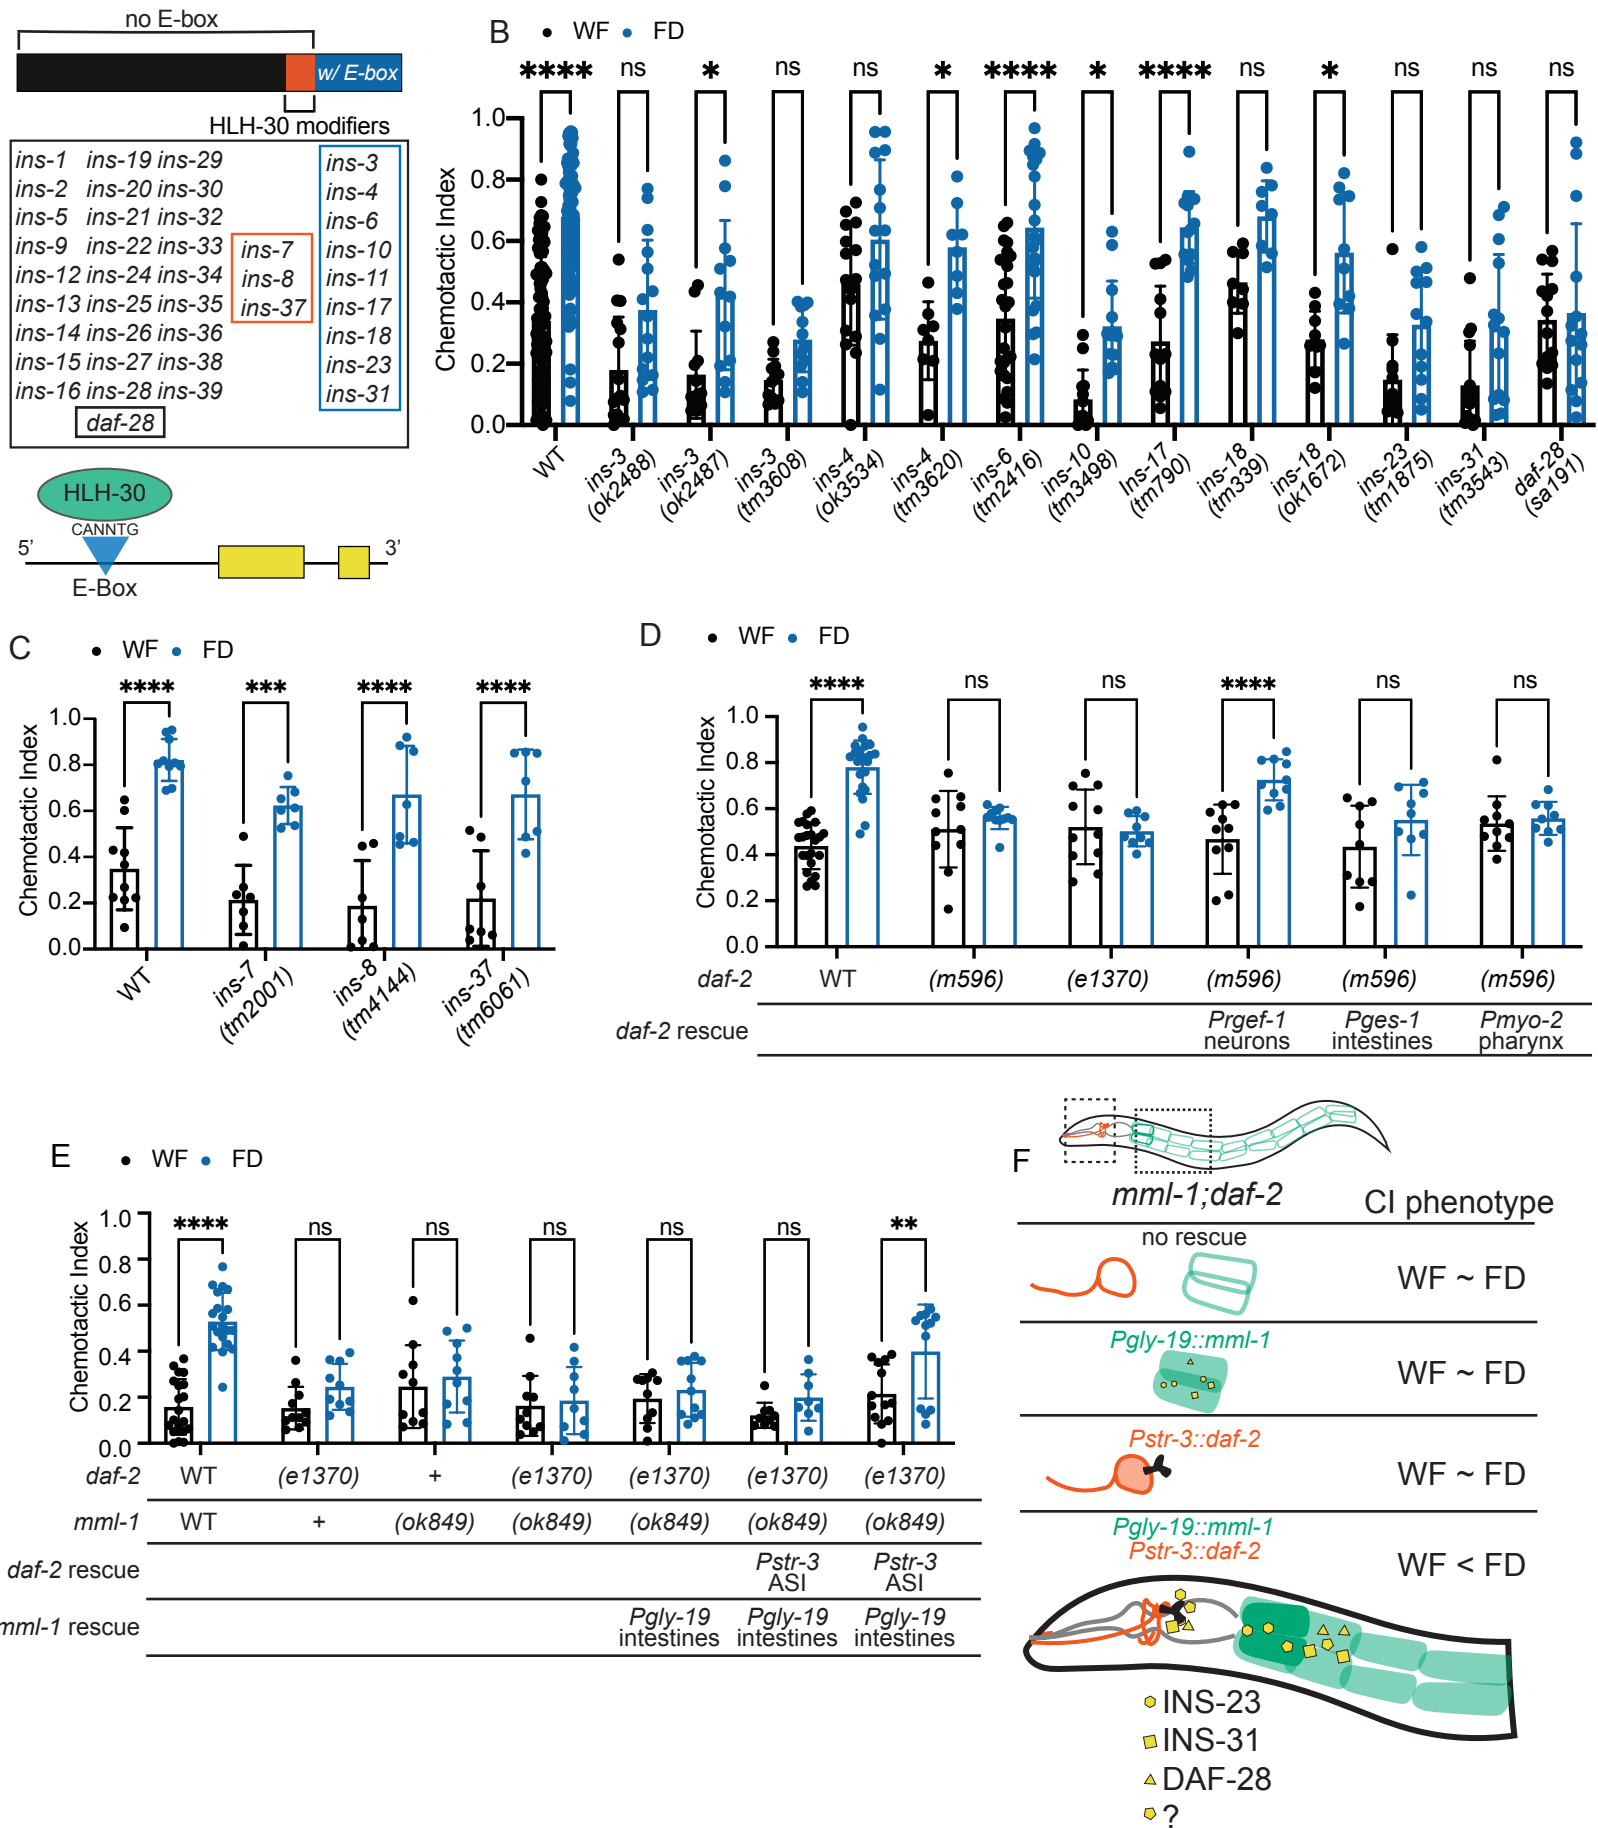 no E-box
w/ E-box
HLH-30 modifiers
ins-1 ins-19 ins-29
ins-2 ins-20 ins-30
ins-5 ins-21 ins-32
ins-9 ins-22 ins-33
ins-12 ins-24 ins-34
ins-13 ins-25 ins-35
ins-14 ins-26 ins-36
ins-15 ins-27 ins-38
ins-16 ins-28 ins-39
daf-28
ins-7
ins-8
ins-37
ins-3
ins-4
ins-6
ins-10
ins-11
ins-17
ins-18
ins-23
ins-31
HLH-30
CANNTG
5’ 3’
E-Box
B WF FD
**** ns * ns ns * **** * **** ns * ns ns ns
Chemotactic Index
1.0
0.8
0.6
0.4
0.2
0.0
WT
ins-3 (ok2488)
ins-3 (ok2487)
ins-3 (tm3608)
ins-4 (ok3534)
ins-4 (tm3620)
ins-6 (tm2416)
ins-10 (tm3498)
Ins-17 (tm790)
ins-18 (tm339)
ins-18 (ok1672)
ins-23 (tm1875)
ins-31 (tm3543)
daf-28 (sa191)
C WF FD
**** *** **** ****
Chemotactic Index
1.0
0.8
0.6
0.4
0.2
0.0
WT
ins-7 (tm2001)
ins-8 (tm4144)
ins-37 (tm6061)
D WF FD
**** ns ns **** ns ns
Chemotactic Index
1.0
0.8
0.6
0.4
0.2
0.0
daf-2 WT (m596) (e1370) (m596) (m596) (m596)
daf-2 rescue Prgef-1 Pges-1 Pmyo-2
neurons intestines pharynx
E WF FD
**** ns ns ns ns ns **
Chemotactic Index
1.0
0.8
0.6
0.4
0.2
0.0
daf-2 WT (e1370) + (e1370) (e1370) (e1370) (e1370)
mml-1 WT + (ok849) (ok849) (ok849) (ok849) (ok849)
daf-2 rescue Pstr-3 Pstr-3
ASI ASI
mml-1 rescue Pgly-19 Pgly-19 Pgly-19
intestines intestines intestines
F
mml-1;daf-2 CI phenotype
no rescue
WF ~ FD
Pgly-19::mml-1
WF ~ FD
Pstr-3::daf-2
WF ~ FD
Pgly-19::mml-1
Pstr-3::daf-2
WF < FD
INS-23
INS-31
DAF-28
?